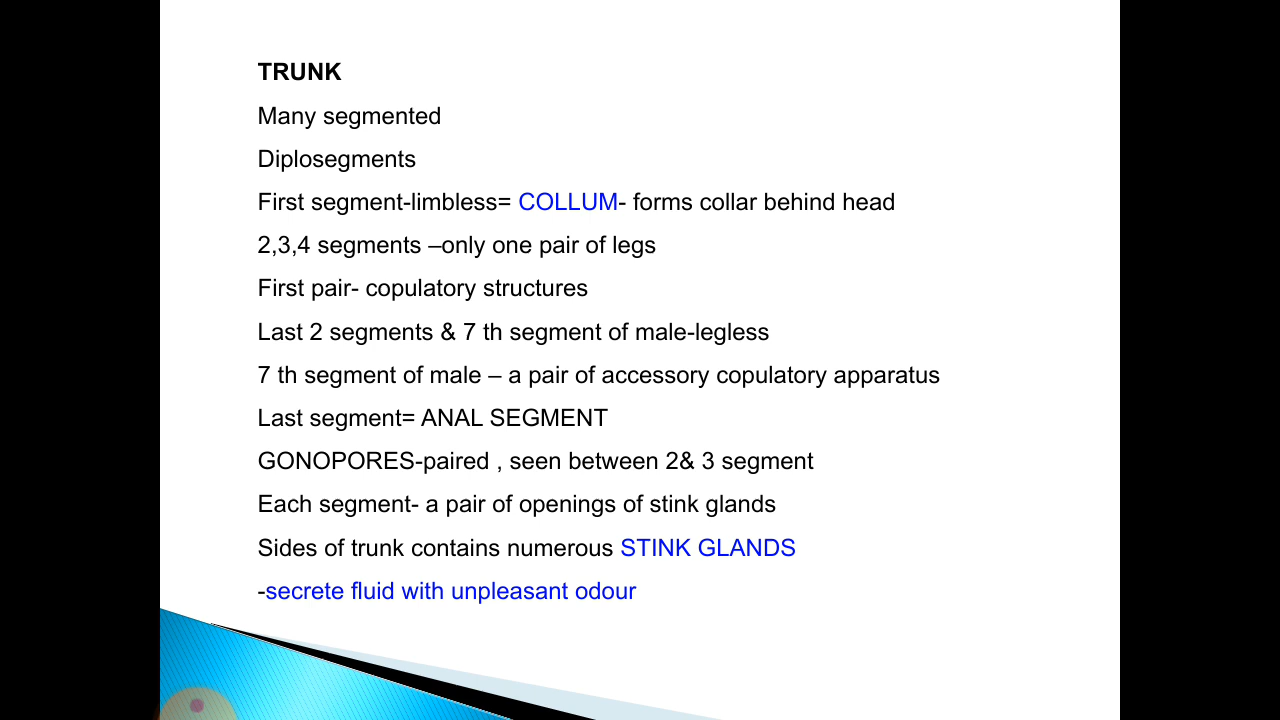 TRUNK
Many segmented
Diplosegments
First segment-limbless= COLLUM- forms collar behind head
2,3,4 segments –only one pair of legs
First pair- copulatory structures
Last 2 segments & 7 th segment of male-legless
7 th segment of male – a pair of accessory copulatory apparatus
Last segment= ANAL SEGMENT
GONOPORES-paired , seen between 2& 3 segment
Each segment- a pair of openings of stink glands
Sides of trunk contains numerous STINK GLANDS
-secrete fluid with unpleasant odour